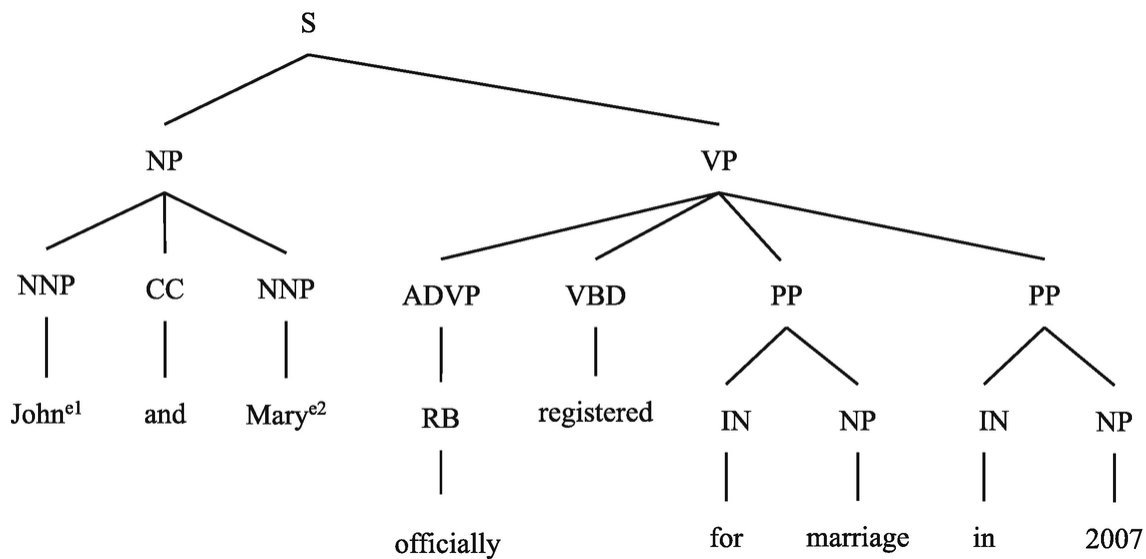 S
NP VP
NNP CC NNP ADVP VBD PP PP
John^e1 and Mary^e2 RB registered IN NP IN NP
officially for marriage in 2007